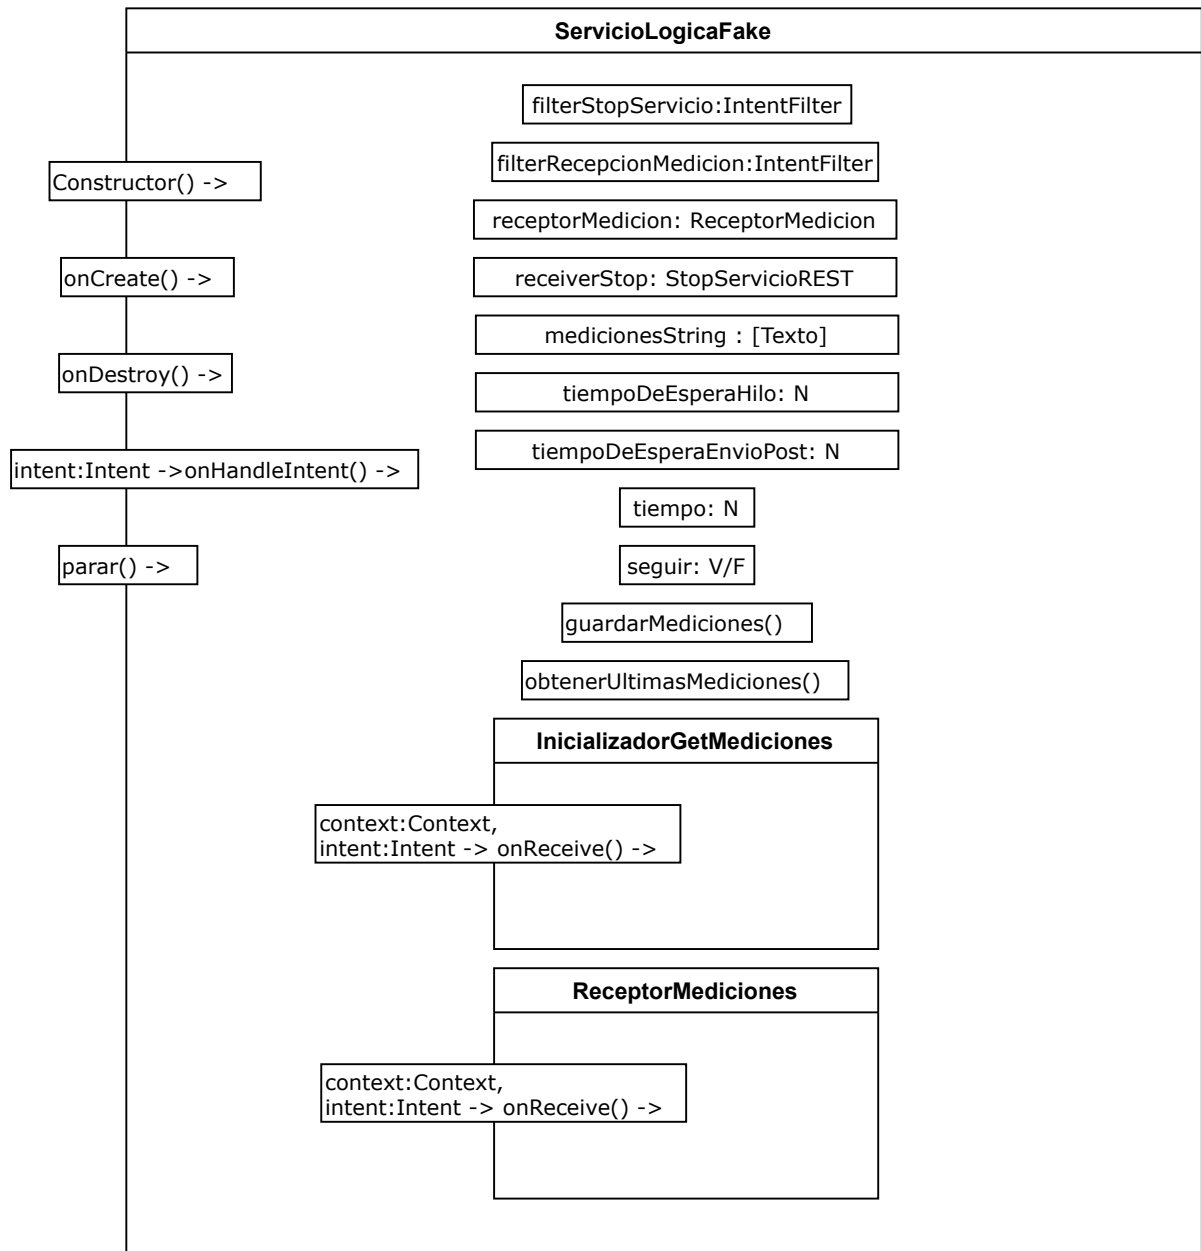 ServicioLogicaFake
filterStopServicio:IntentFilter
filterRecepcionMedicion:IntentFilter
Constructor() ->
receptorMedicion: ReceptorMedicion
onCreate() ->
receiverStop: StopServicioREST
medicionesString : [Texto]
onDestroy() ->
tiempoDeEsperaHilo: N
tiempoDeEsperaEnvioPost: N
intent:Intent ->onHandleIntent() ->
tiempo: N
parar() ->
seguir: V/F
guardarMediciones()
obtenerUltimasMediciones()
InicializadorGetMediciones
context:Context,
intent:Intent -> onReceive() ->
ReceptorMediciones
context:Context,
intent:Intent -> onReceive() ->